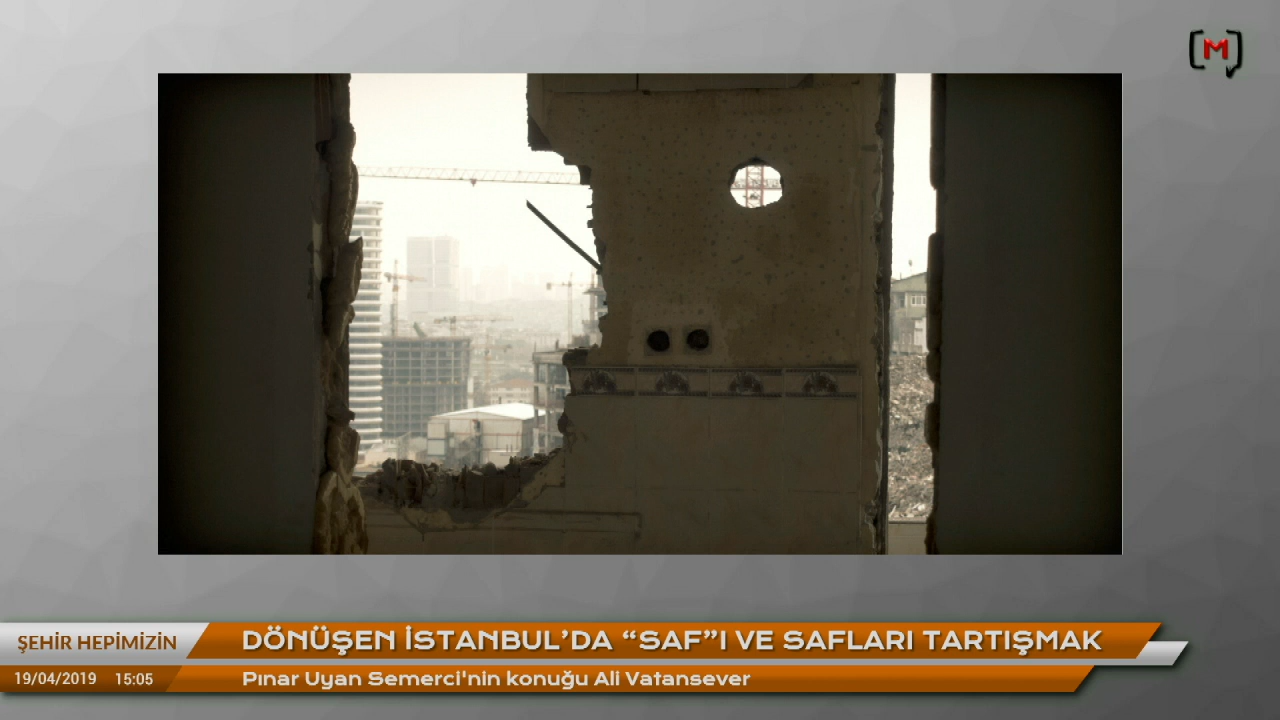 [M]
ŞEHİR HEPİMİZİN
DÖNÜŞEN İSTANBUL'DA “SAF”I VE SAFLARI TARTIŞMAK
19/04/2019 15:05
Pınar Uyan Semerci'nin konuğu Ali Vatansever